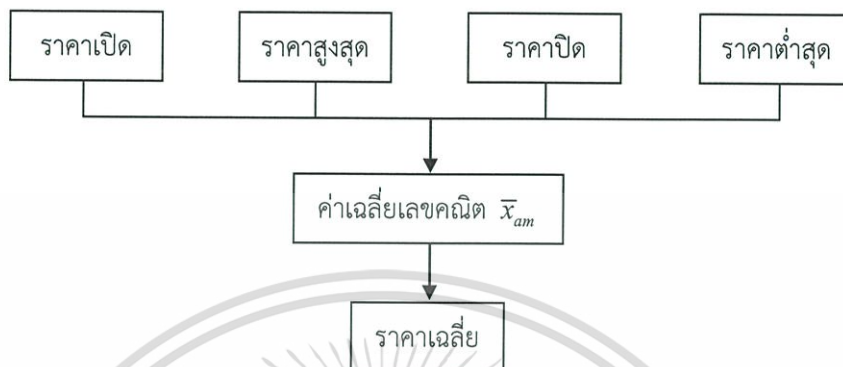 ราคาเปิด ราคาสูงสุด ราคาปิด ราคาต่ำสุด
ค่าเฉลี่ยเลขคณิต x̄am
ราคาเฉลี่ย